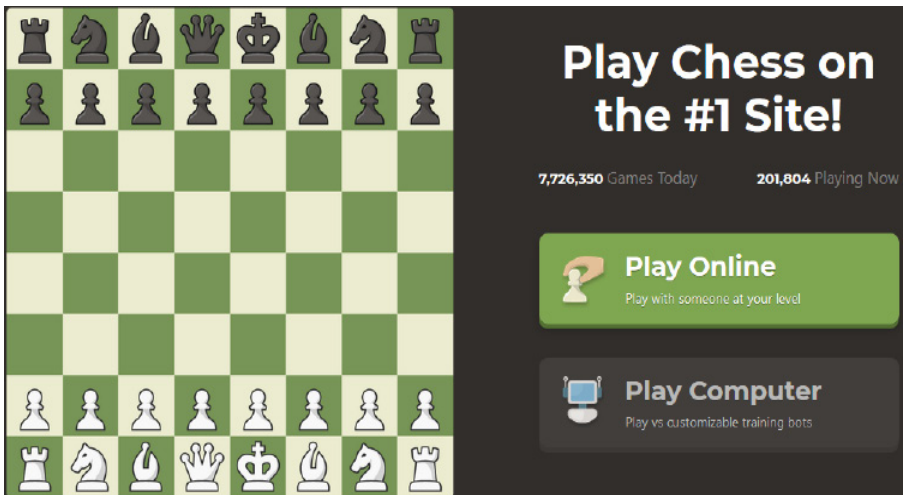 Play Chess on
the #1 Site!
7,726,350 Games Today 201,804 Playing Now
Play Online
Play with someone at your level
Play Computer
Play vs customizable training bots